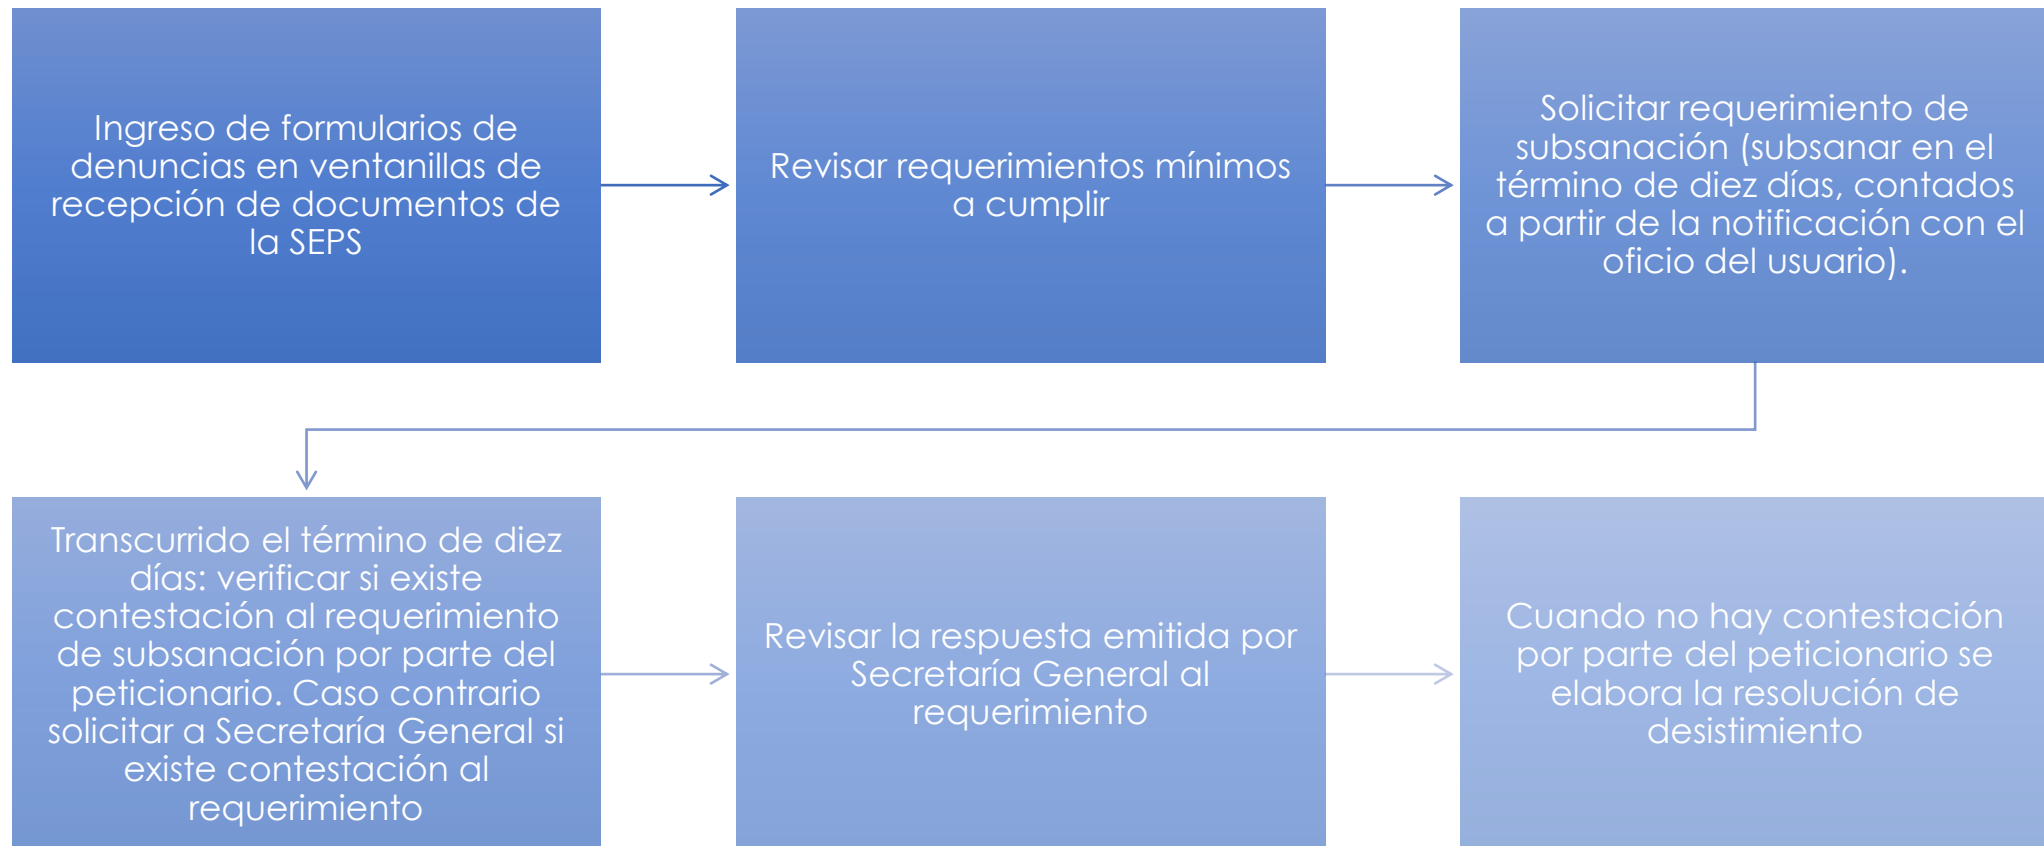 Ingreso de formularios de
denuncias en ventanillas de
recepción de documentos de
la SEPS
Revisar requerimientos mínimos
a cumplir
Solicitar requerimiento de
subsanación (subsanar en el
término de diez días, contados
a partir de la notificación con el
oficio del usuario).
Transcurrido el término de diez
días: verificar si existe
contestación al requerimiento
de subsanación por parte del
peticionario. Caso contrario
solicitar a Secretaría General si
existe contestación al
requerimiento
Revisar la respuesta emitida por
Secretaría General al
requerimiento
Cuando no hay contestación
por parte del peticionario se
elabora la resolución de
desistimiento